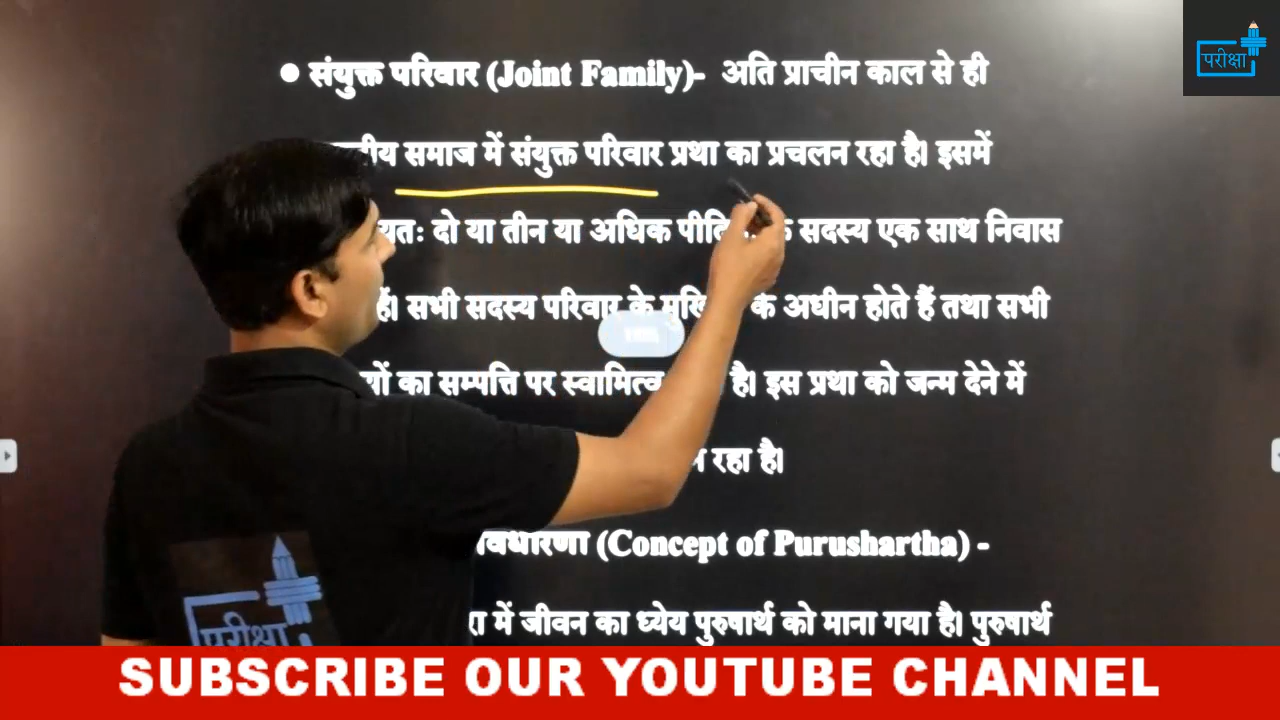 परीक्षा
● संयुक्त परिवार (Joint Family)- अति प्राचीन काल से ही
समाज में संयुक्त परिवार प्रथा का प्रचलन रहा है। इसमें
दो या तीन या अधिक सदस्य एक साथ निवास
हैं। सभी सदस्य परिवार के अधीन होते हैं तथा सभी
का सम्पत्ति पर स्वामित्व है। इस प्रथा को जन्म देने में
रहा है।
(Concept of Purushartha) -
में जीवन का ध्येय पुरुषार्थ को माना गया है। पुरुषार्थ
परीक्षा
SUBSCRIBE OUR YOUTUBE CHANNEL